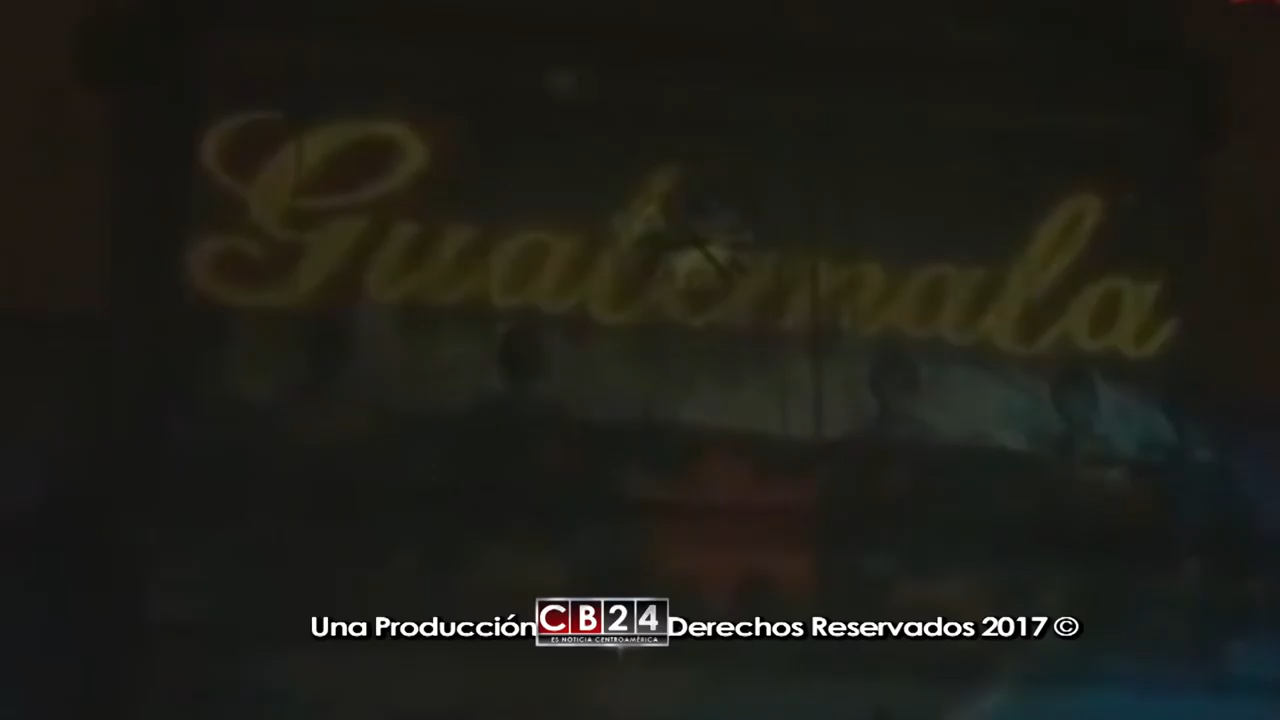 Guatemala
Una Producción CB24 Derechos Reservados 2017 ©
ES NOTICIA CENTROAMÉRICA